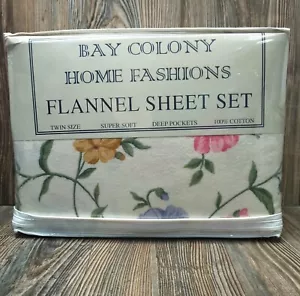 BAY COLONY
HOME FASHIONS
FLANNEL SHEET SET
TWIN SIZE SUPER SOFT DEEP POCKETS 100% COTTON